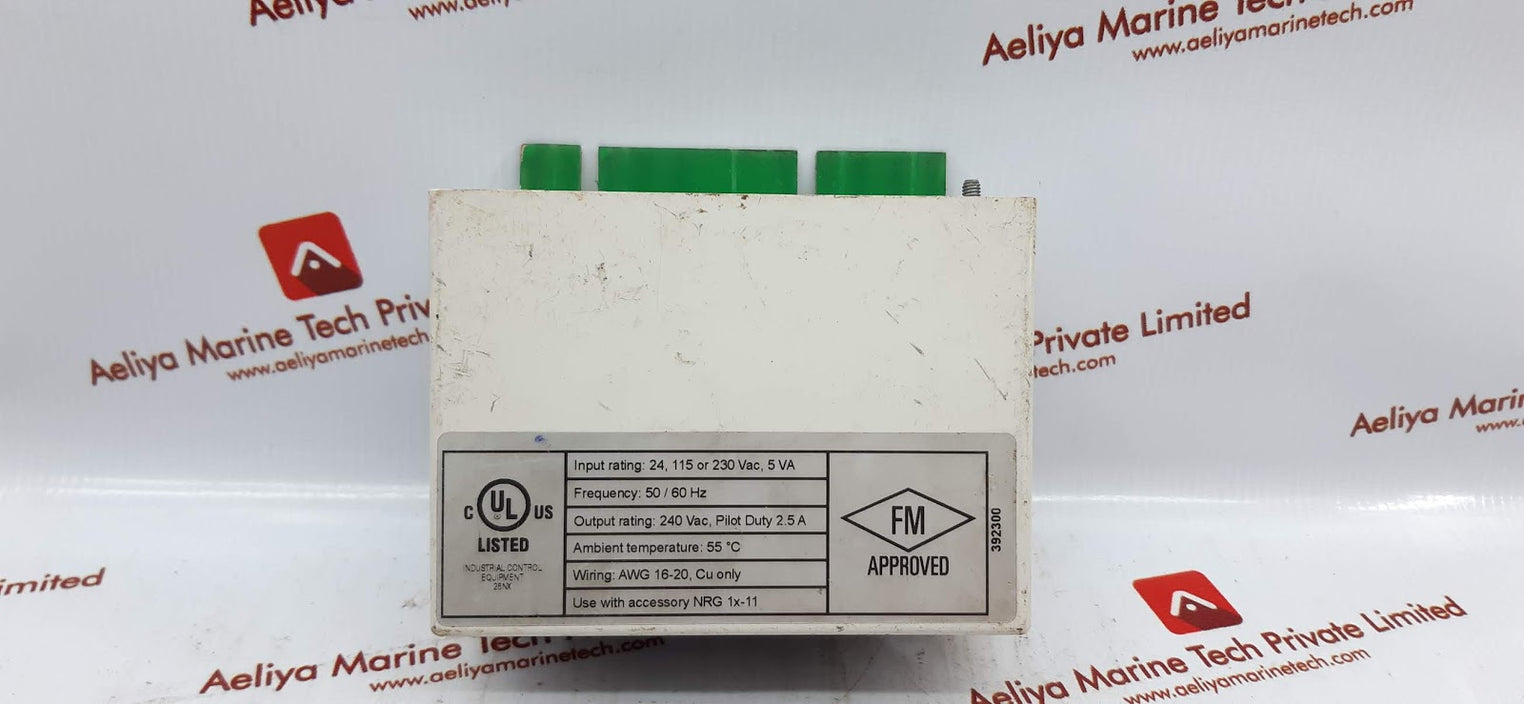 Aeliya Marine Tech
www.aeliyamarinetech.com
Aeliya Marine Tech Priv
www.aeliyamarinetech
Private Limited
tech.com
Aeliya Marin
www.
Input rating: 24, 115 or 230 Vac, 5 VA
Frequency: 50 / 60 Hz
Output rating: 240 Vac, Pilot Duty 2.5 A
Ambient temperature: 55 °C
Wiring: AWG 16-20, Cu only
Use with accessory NRG 1x-11
C UL US
LISTED
INDUSTRIAL CONTROL
EQUIPMENT
FM
APPROVED
392300
Limited
Aeliya Marine Tech
www.aeliyamarinetech.com
Aeliya Marine Tech Private Limited
www.aeliyamarinetech.com